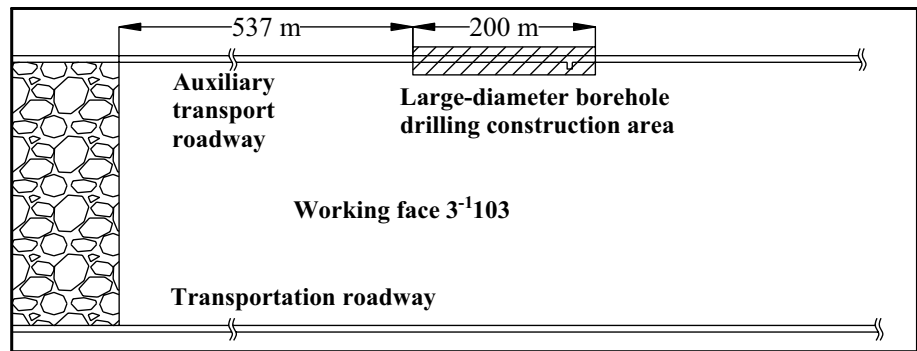 537 m
200 m
Auxiliary
transport
roadway
Large-diameter borehole
drilling construction area
Working face 3⁻¹103
Transportation roadway